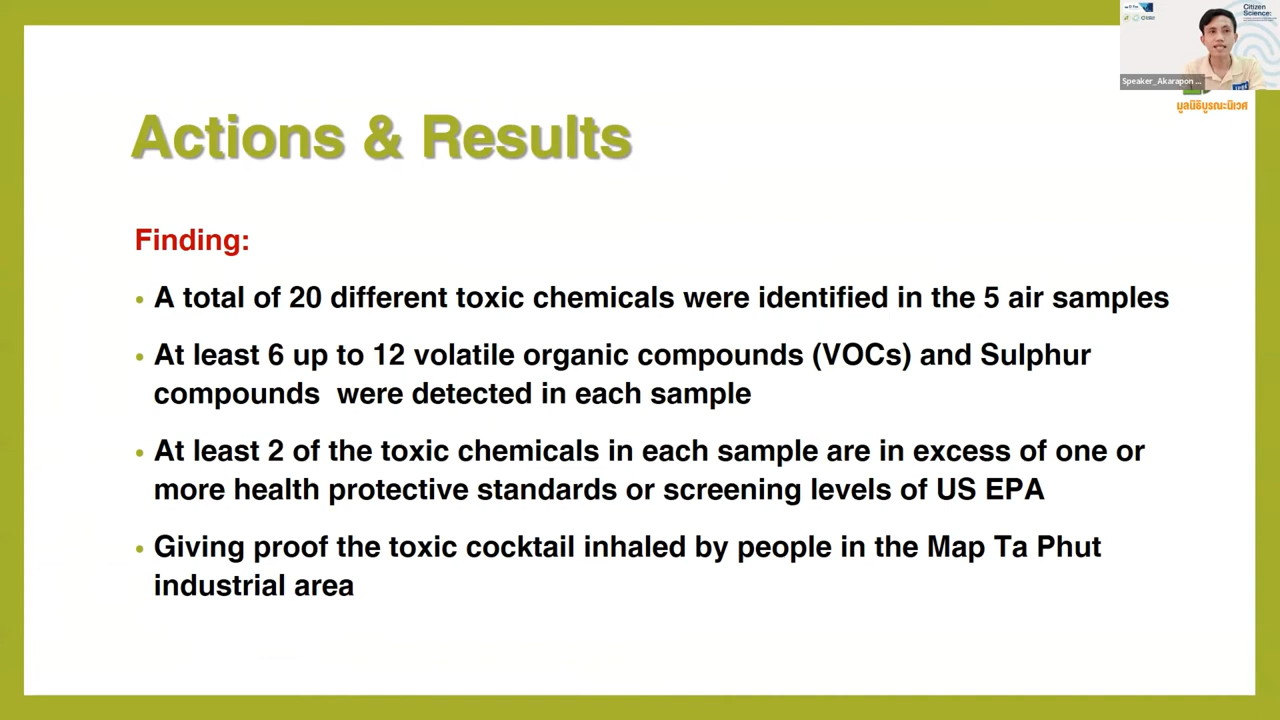 Citizen
Science:
Speaker_Akarapon ...
มูลนิธิบูรณะนิเวศ
Actions & Results
Finding:
• A total of 20 different toxic chemicals were identified in the 5 air samples
• At least 6 up to 12 volatile organic compounds (VOCs) and Sulphur
compounds were detected in each sample
• At least 2 of the toxic chemicals in each sample are in excess of one or
more health protective standards or screening levels of US EPA
• Giving proof the toxic cocktail inhaled by people in the Map Ta Phut
industrial area